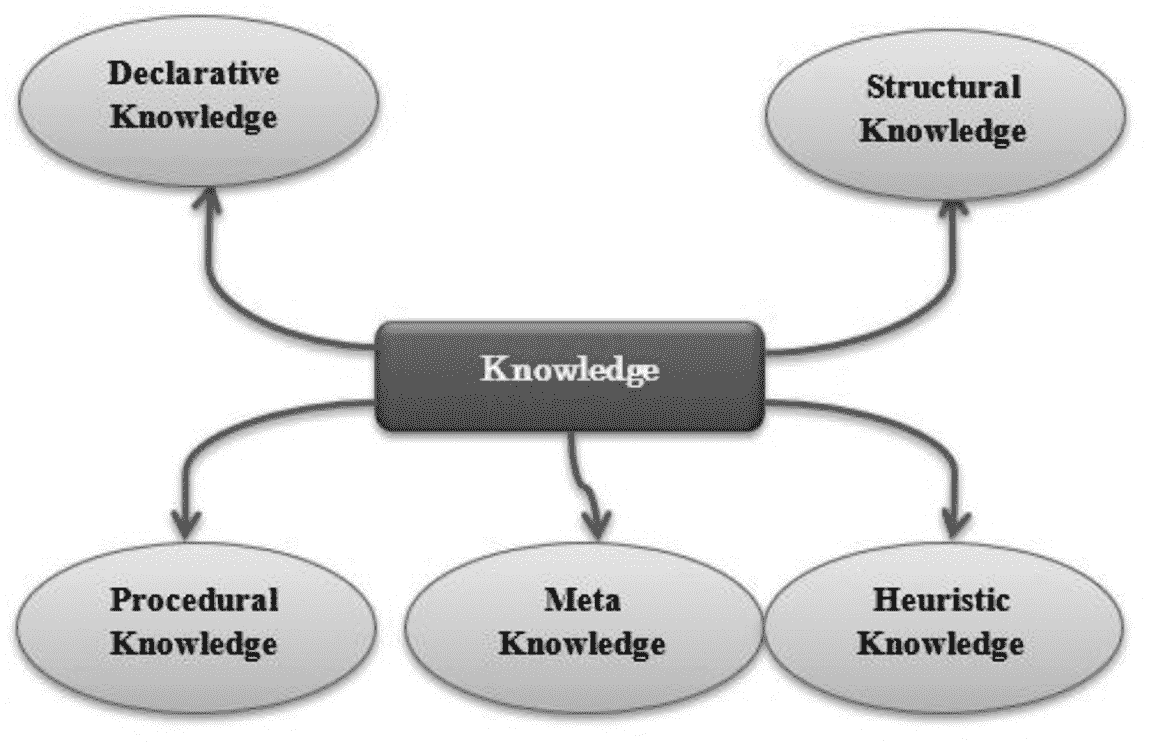 Declarative
Knowledge
Structural
Knowledge
Knowledge
Procedural
Knowledge
Meta
Knowledge
Heuristic
Knowledge